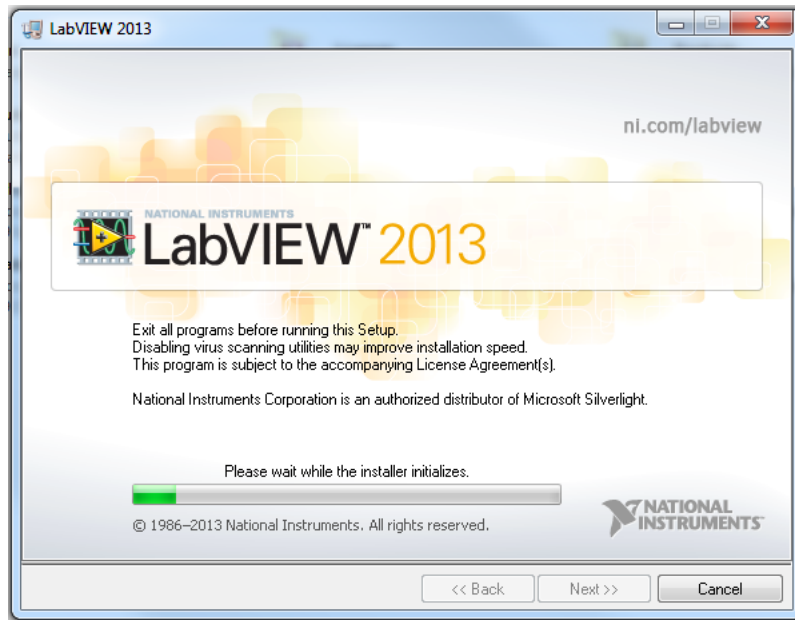 LabVIEW 2013
ni.com/labview
NATIONAL INSTRUMENTS
LabVIEW™ 2013
Exit all programs before running this Setup.
Disabling virus scanning utilities may improve installation speed.
This program is subject to the accompanying License Agreement(s).
National Instruments Corporation is an authorized distributor of Microsoft Silverlight.
Please wait while the installer initializes.
© 1986–2013 National Instruments. All rights reserved.
NATIONAL
INSTRUMENTS™
<< Back
Next >>
Cancel